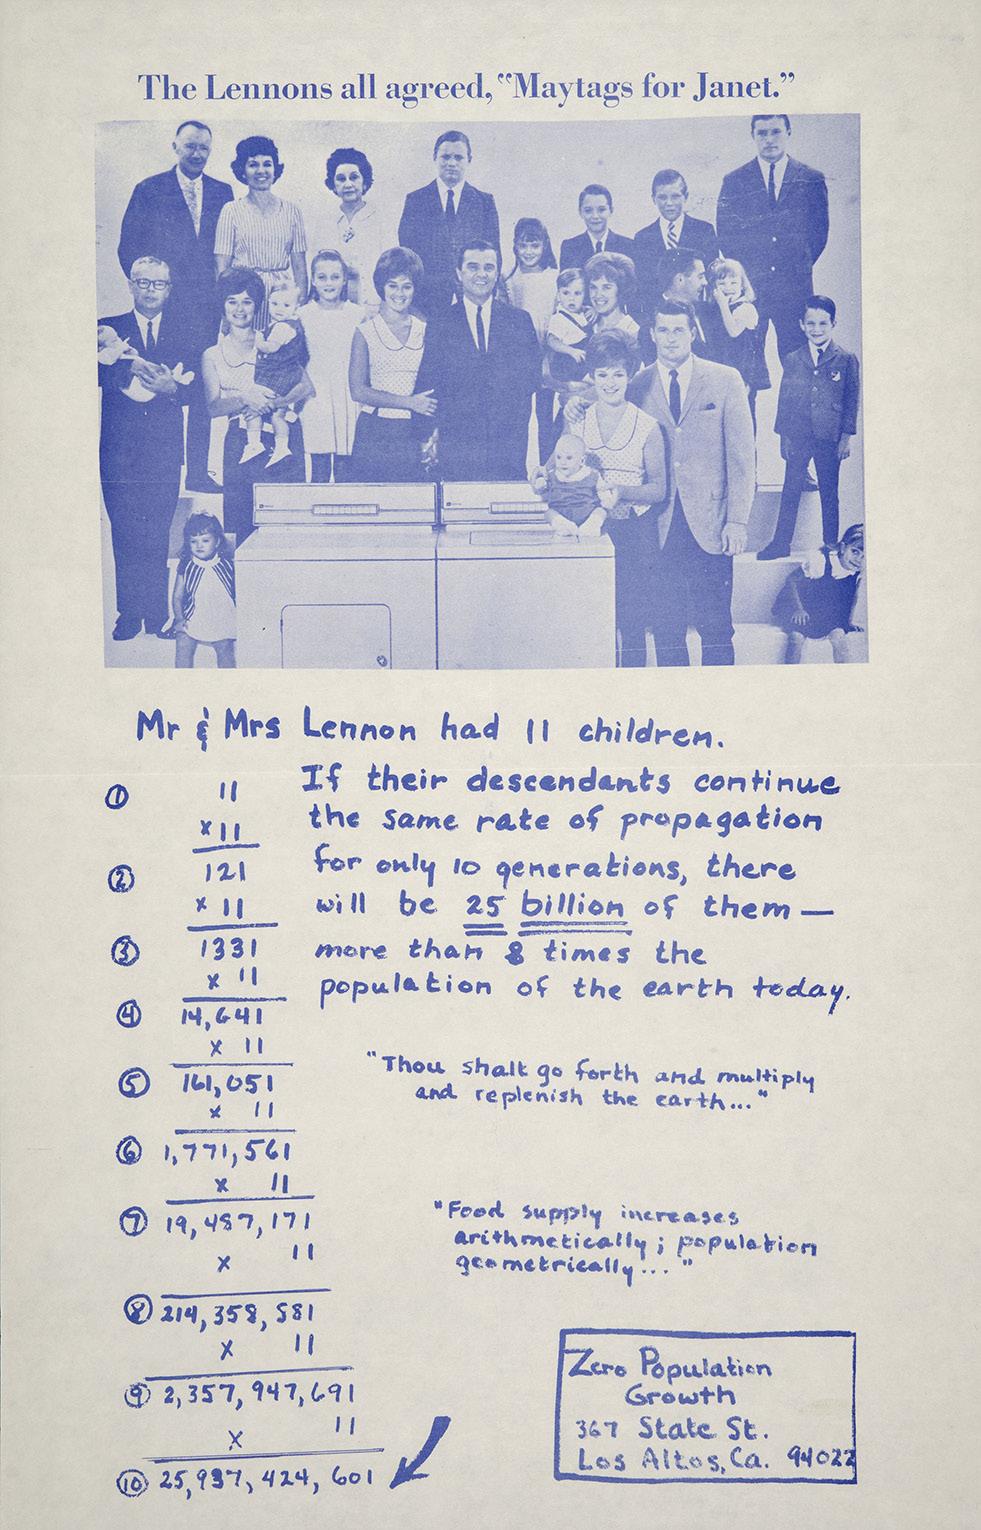 The Lennons all agreed, "Maytags for Janet."
Mr & Mrs Lennon had 11 children.
If their descendants continue
the same rate of propagation
for only 10 generations, there
will be 25 billion of them—
more than 8 times the
population of the earth today.
① 11
x11
② 121
x 11
③ 1331
x 11
④ 14,641
x 11
⑤ 161,051
x 11
⑥ 1,771,561
x 11
⑦ 19,487,171
x 11
⑧ 214,358,581
x 11
⑨ 2,357,947,691
x 11
⑩ 25,937,424,601
"Thou shalt go forth and multiply
and replenish the earth..."
"Food supply increases
arithmetically; population
geometrically..."
Zero Population
Growth
367 State St.
Los Altos, Ca. 94022